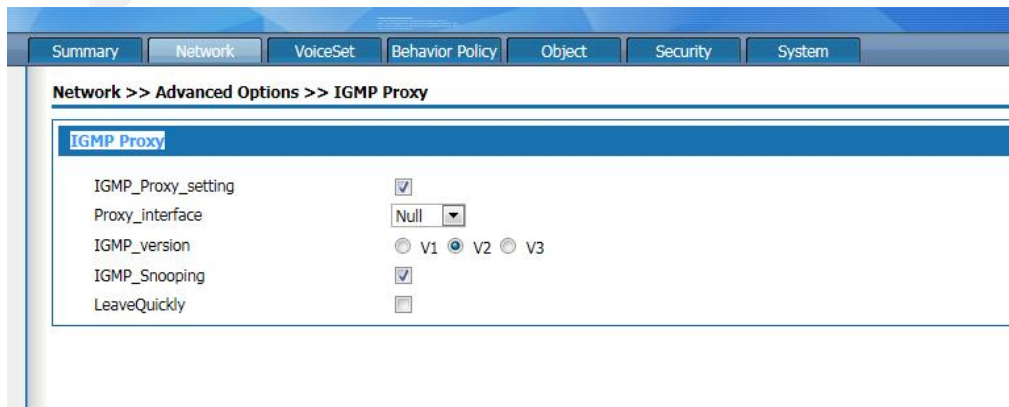 Summary Network VoiceSet Behavior Policy Object Security System
Network >> Advanced Options >> IGMP Proxy
IGMP Proxy
IGMP_Proxy_setting
Proxy_interface Null
IGMP_version V1 V2 V3
IGMP_Snooping
LeaveQuickly